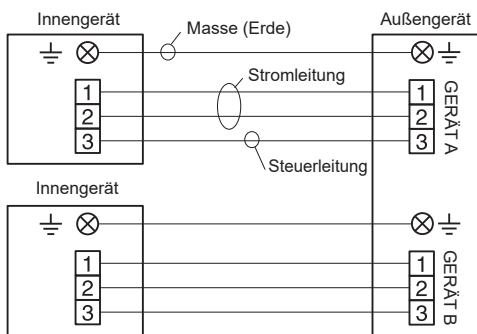 Innengerät
Außengerät
Masse (Erde)
Stromleitung
1 1
2 2
3 3
GERÄT A
Steuerleitung
Innengerät
1 1
2 2
3 3
GERÄT B